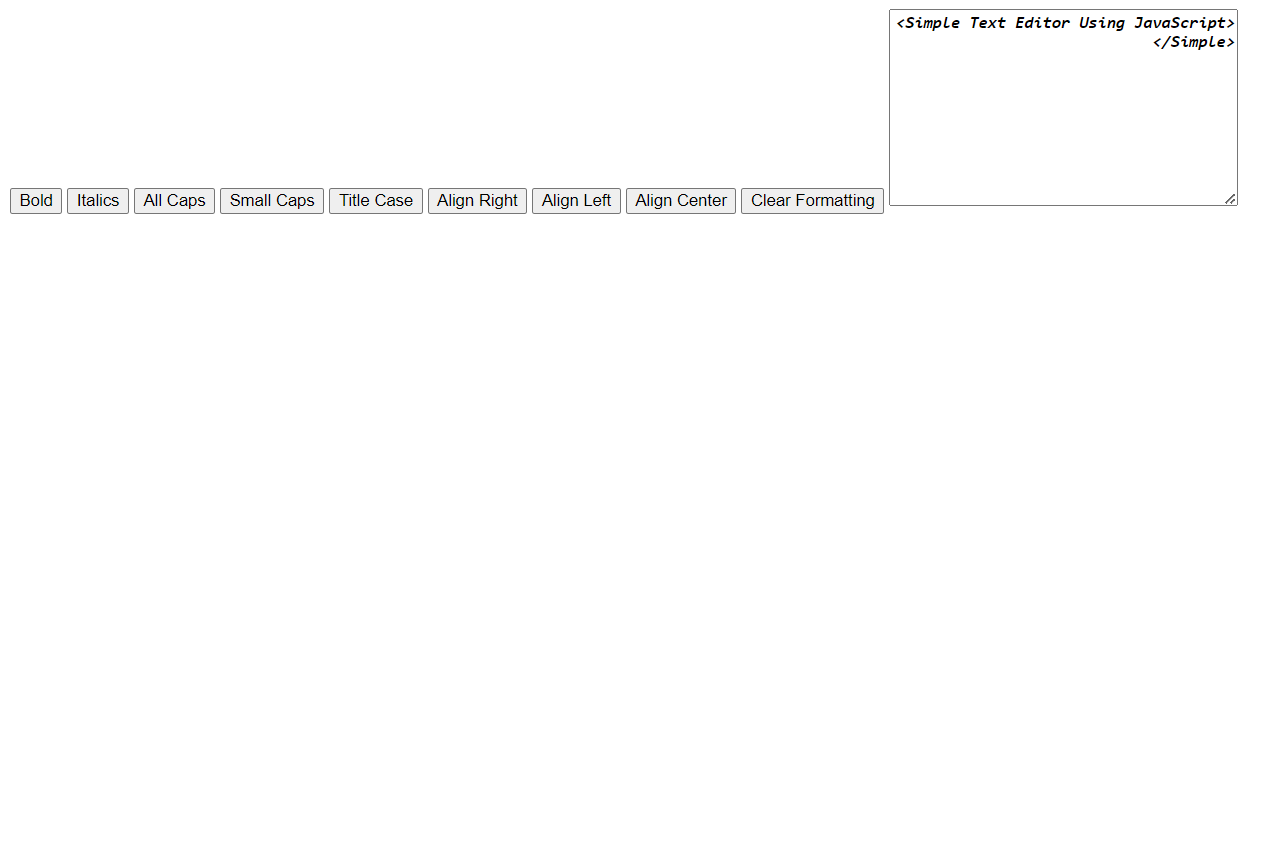 <Simple Text Editor Using JavaScript>
</Simple>
Bold Italics All Caps Small Caps Title Case Align Right Align Left Align Center Clear Formatting